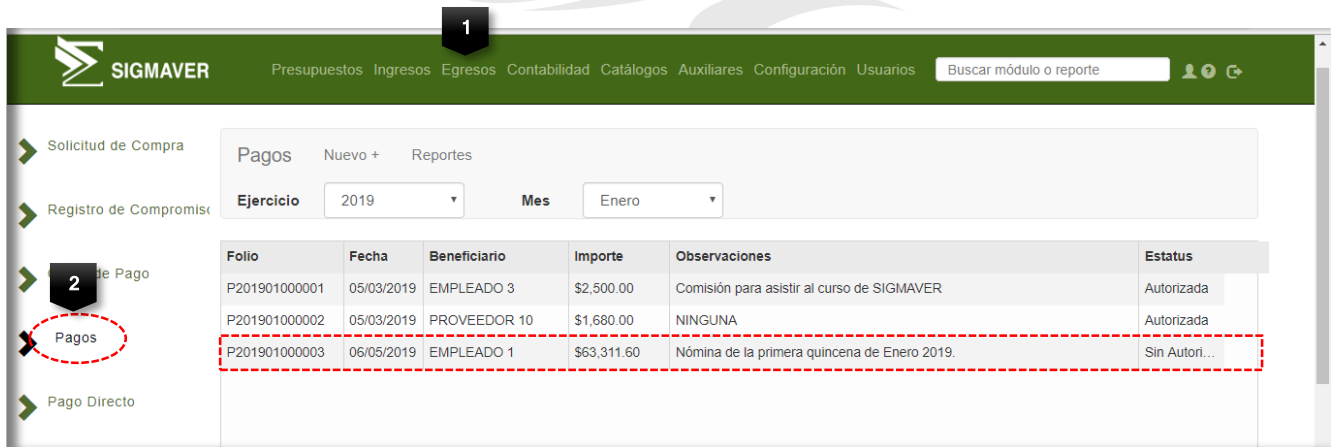 1
SIGMAVER
Presupuestos Ingresos Egresos Contabilidad Catálogos Auxiliares Configuración Usuarios
Buscar módulo o reporte
Solicitud de Compra
Registro de Compromiso
de Pago
2
Pagos
Pago Directo
Pagos Nuevo + Reportes
Ejercicio 2019 Mes Enero
Folio Fecha Beneficiario Importe Observaciones Estatus
P201901000001 05/03/2019 EMPLEADO 3 $2,500.00 Comisión para asistir al curso de SIGMAVER Autorizada
P201901000002 05/03/2019 PROVEEDOR 10 $1,680.00 NINGUNA Autorizada
P201901000003 06/05/2019 EMPLEADO 1 $63,311.60 Nómina de la primera quincena de Enero 2019. Sin Autori...